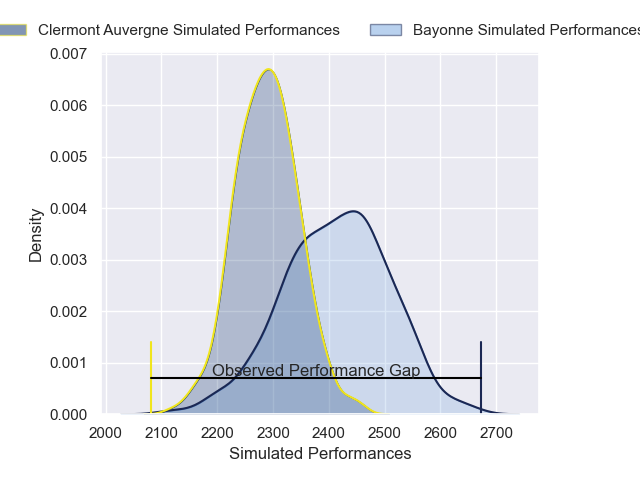 Clermont Auvergne Simulated Performances
Bayonne Simulated Performances
0.007
0.006
0.005
0.004
0.003
0.002
0.001
0.000
Density
Observed Performance Gap
2000 2100 2200 2300 2400 2500 2600 2700
Simulated Performances